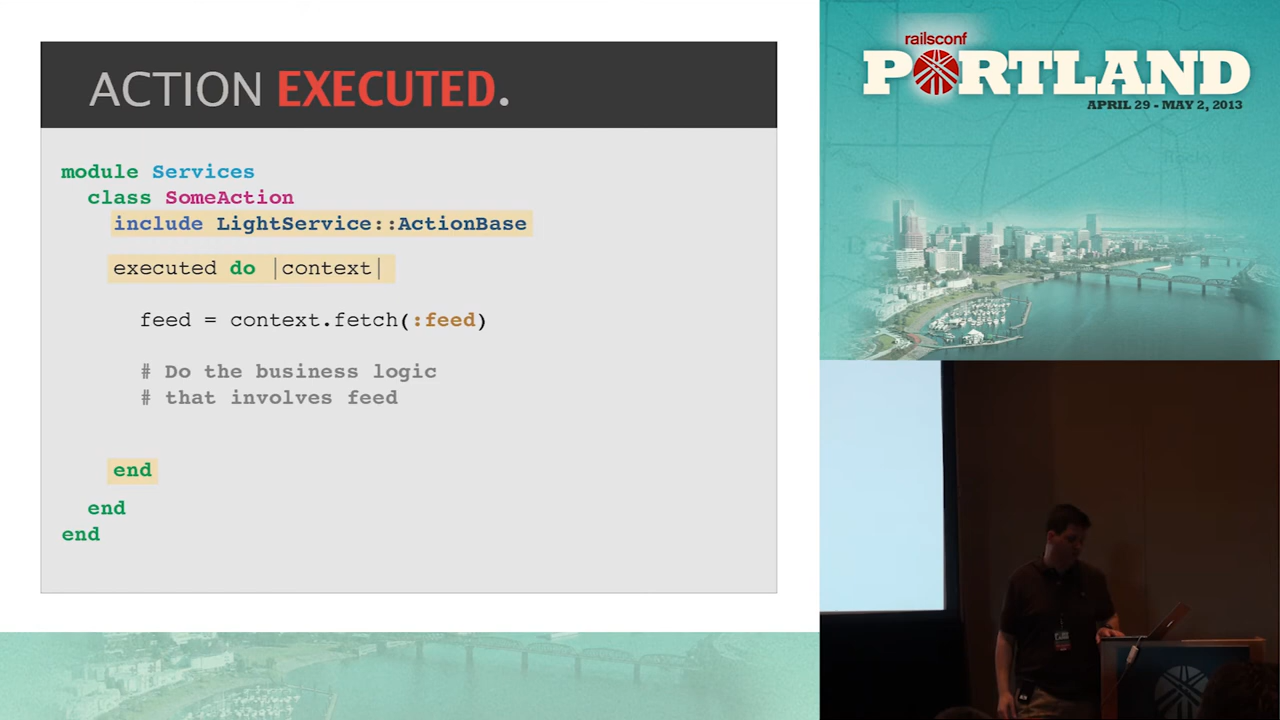 ACTION EXECUTED.
module Services
class SomeAction
include LightService::ActionBase
executed do |context|
feed = context.fetch(:feed)
# Do the business logic
# that involves feed
end
end
end
railsconf
PORTLAND
APRIL 29 - MAY 2, 2013